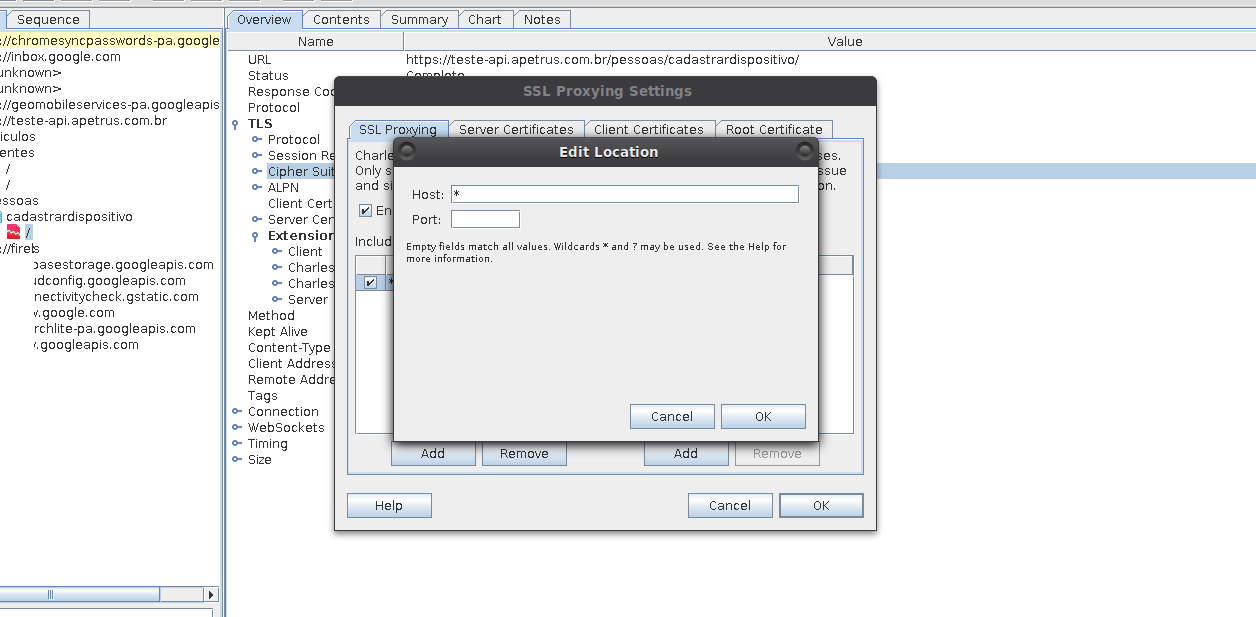 Sequence
://chromesyncpasswords-pa.google
://inbox.google.com
unknown>
unknown>
://geomobileservices-pa.googleapis
://teste-api.apetrus.com.br
iculos
entes
/
/
essoas
cadastrardispositivo
/
://fireb
basestorage.googleapis.com
udconfig.googleapis.com
nectivitycheck.gstatic.com
v.google.com
rchlite-pa.googleapis.com
.googleapis.com
Overview Contents Summary Chart Notes
Name Value
URL https://teste-api.apetrus.com.br/pessoas/cadastrardispositivo/
Status Complete
Response Co
Protocol
TLS
Protocol
Session Re
Cipher Suit
ALPN
Client Cert
Server Cer
Extension
Client
Charles
Charles
Server
Method
Kept Alive
Content-Type
Client Address
Remote Addre
Tags
Connection
WebSockets
Timing
Size
SSL Proxying Settings
SSL Proxying Server Certificates Client Certificates Root Certificate
Charle ses.
Only s ssue
and si on.
En
Includ
*
Add Remove Add Remove
Help Cancel OK
Edit Location
Host: *
Port:
Empty fields match all values. Wildcards * and ? may be used. See the Help for
more information.
Cancel OK